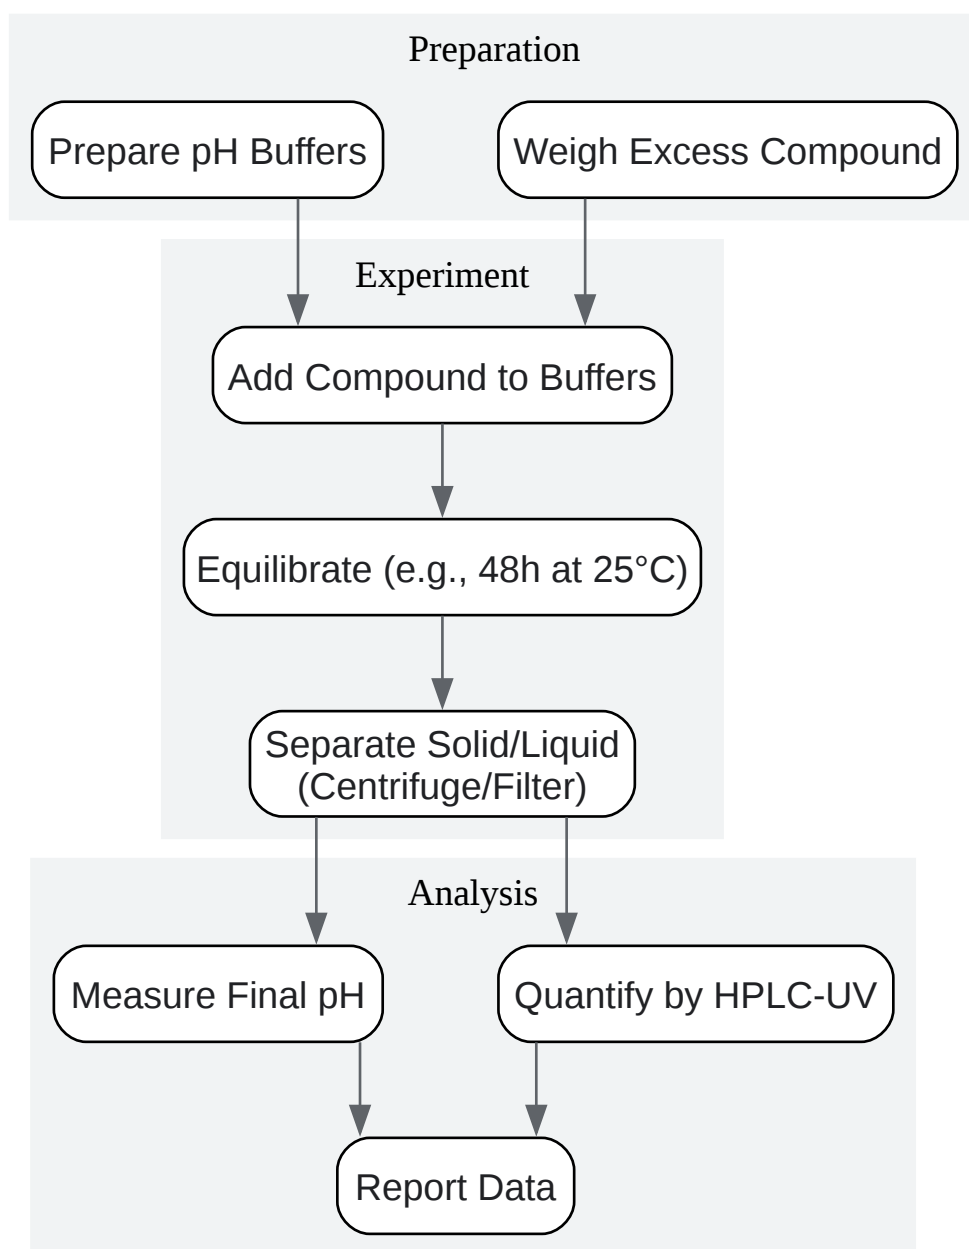 Preparation
Prepare pH Buffers
Weigh Excess Compound
Experiment
Add Compound to Buffers
Equilibrate (e.g., 48h at 25°C)
Separate Solid/Liquid
(Centrifuge/Filter)
Analysis
Measure Final pH
Quantify by HPLC-UV
Report Data